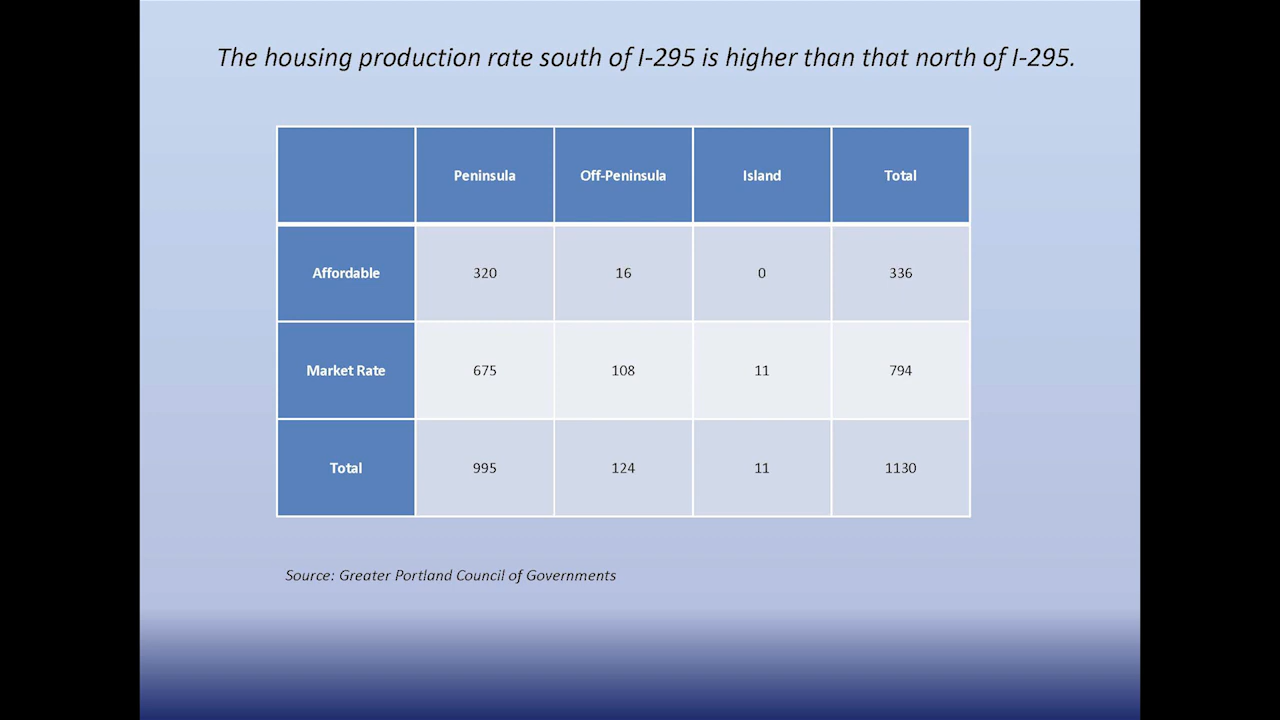 The housing production rate south of I-295 is higher than that north of I-295.
Peninsula Off-Peninsula Island Total
Affordable 320 16 0 336
Market Rate 675 108 11 794
Total 995 124 11 1130
Source: Greater Portland Council of Governments